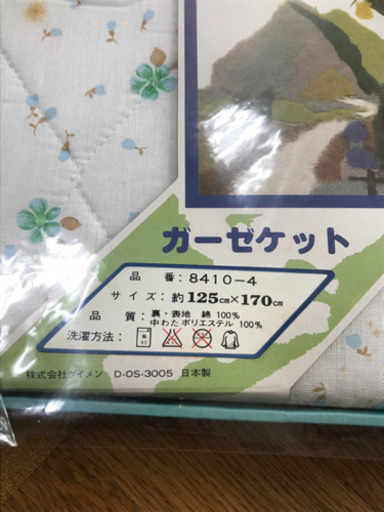 ガーゼケット
品 番：8410-4
サイズ：約125cm×170cm
品 質：裏・表地 綿 100%
中わた ポリエステル 100%
洗濯方法：
株式会社タイメン D-OS-3005 日本製